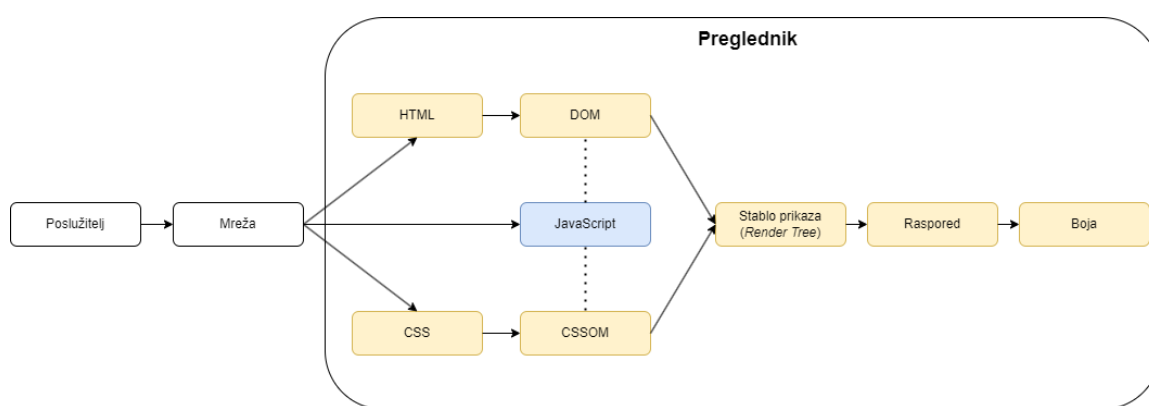 Preglednik
HTML
DOM
Poslužitelj
Mreža
JavaScript
Stablo prikaza
(Render Tree)
Raspored
Boja
CSS
CSSOM